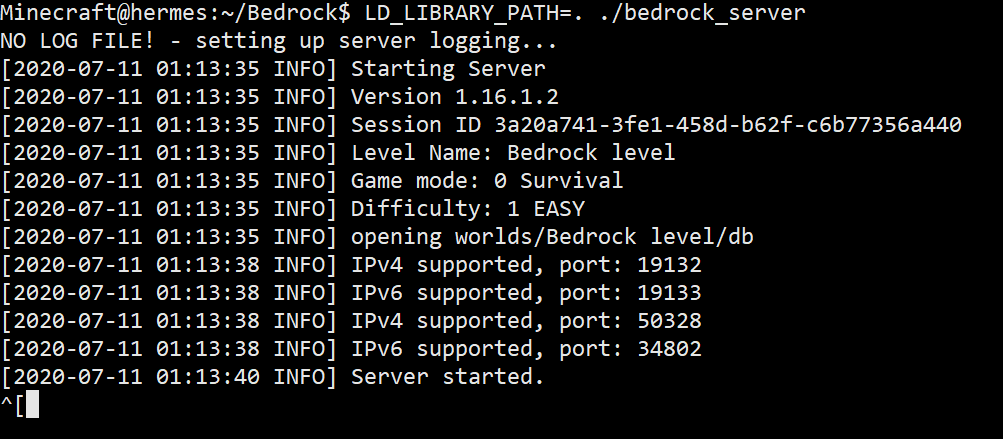 Minecraft@hermes:~/Bedrock$ LD_LIBRARY_PATH=. ./bedrock_server
NO LOG FILE! - setting up server logging...
[2020-07-11 01:13:35 INFO] Starting Server
[2020-07-11 01:13:35 INFO] Version 1.16.1.2
[2020-07-11 01:13:35 INFO] Session ID 3a20a741-3fe1-458d-b62f-c6b77356a440
[2020-07-11 01:13:35 INFO] Level Name: Bedrock level
[2020-07-11 01:13:35 INFO] Game mode: 0 Survival
[2020-07-11 01:13:35 INFO] Difficulty: 1 EASY
[2020-07-11 01:13:35 INFO] opening worlds/Bedrock level/db
[2020-07-11 01:13:38 INFO] IPv4 supported, port: 19132
[2020-07-11 01:13:38 INFO] IPv6 supported, port: 19133
[2020-07-11 01:13:38 INFO] IPv4 supported, port: 50328
[2020-07-11 01:13:38 INFO] IPv6 supported, port: 34802
[2020-07-11 01:13:40 INFO] Server started.
^[